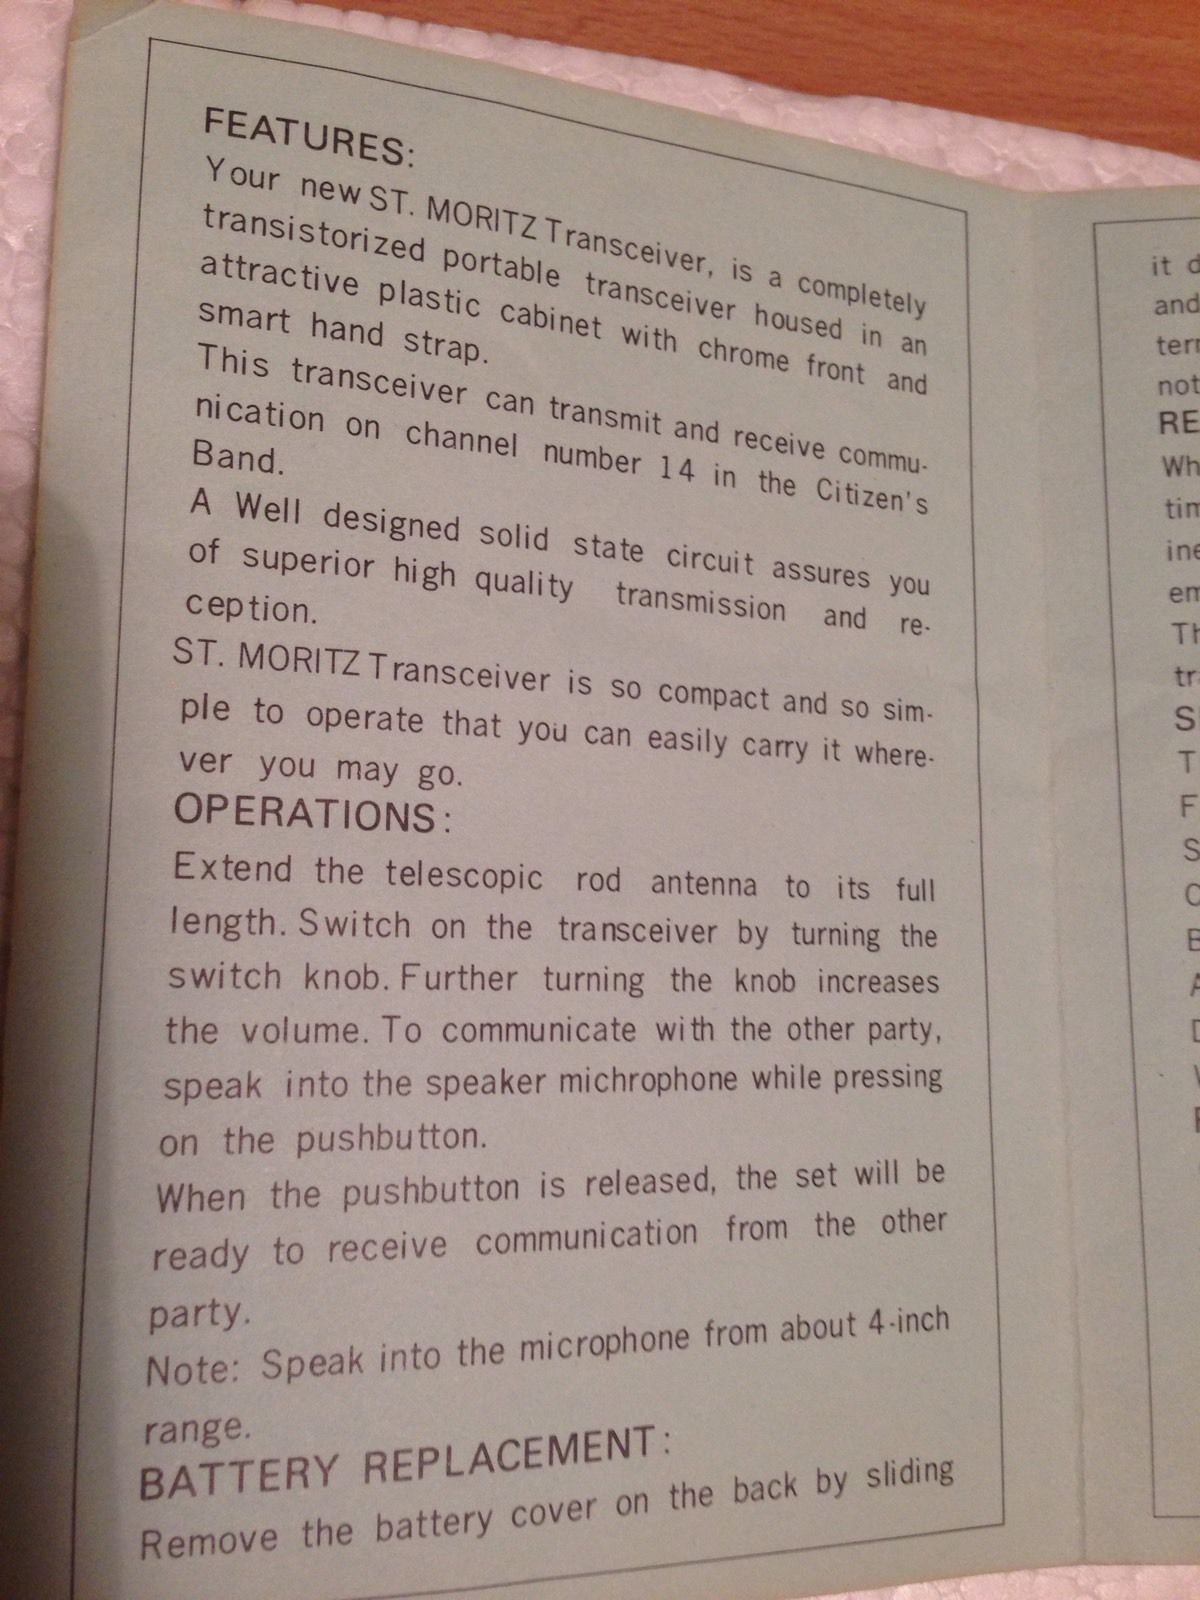 FEATURES:
Your new ST. MORITZ Transceiver, is a completely
transistorized portable transceiver housed in an
attractive plastic cabinet with chrome front and
smart hand strap.
This transceiver can transmit and receive commu-
nication on channel number 14 in the Citizen's
Band.
A Well designed solid state circuit assures you
of superior high quality transmission and re-
ception.
ST. MORITZ Transceiver is so compact and so sim-
ple to operate that you can easily carry it where-
ver you may go.
OPERATIONS:
Extend the telescopic rod antenna to its full
length. Switch on the transceiver by turning the
switch knob. Further turning the knob increases
the volume. To communicate with the other party,
speak into the speaker michrophone while pressing
on the pushbutton.
When the pushbutton is released, the set will be
ready to receive communication from the other
party.
Note: Speak into the microphone from about 4-inch
range.
BATTERY REPLACEMENT:
Remove the battery cover on the back by sliding
it
and
not